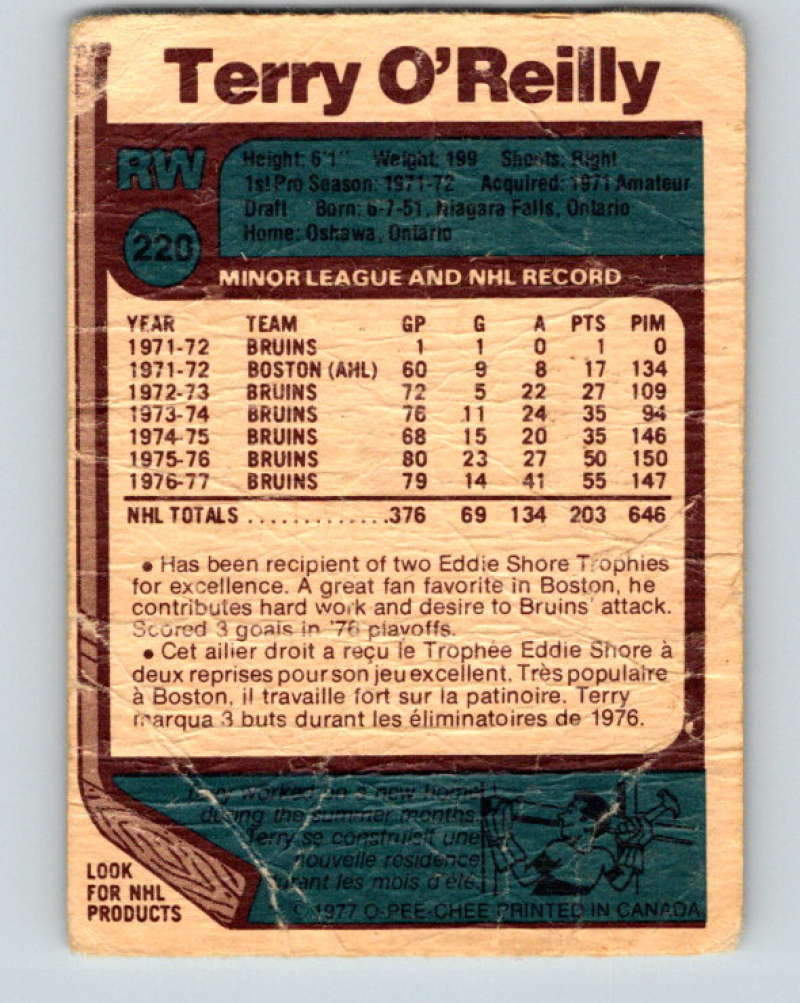 Terry O'Reilly
RW
220
Height: 6'1" Weight: 199 Shoots: Right
1st Pro Season: 1971-72 Acquired: 1971 Amateur
Draft Born: 6-7-51, Niagara Falls, Ontario
Home: Oshawa, Ontario
MINOR LEAGUE AND NHL RECORD
YEAR TEAM GP G A PTS PIM
1971-72 BRUINS 1 1 0 1 0
1971-72 BOSTON (AHL) 60 9 8 17 134
1972-73 BRUINS 72 5 22 27 109
1973-74 BRUINS 76 11 24 35 94
1974-75 BRUINS 68 15 20 35 146
1975-76 BRUINS 80 23 27 50 150
1976-77 BRUINS 79 14 41 55 147
NHL TOTALS .............376 69 134 203 646
• Has been recipient of two Eddie Shore Trophies
for excellence. A great fan favorite in Boston, he
contributes hard work and desire to Bruins' attack.
Scored 3 goals in '76 playoffs.
• Cet ailier droit a reçu le Trophée Eddie Shore à
deux reprises pour son jeu excellent. Très populaire
à Boston, il travaille fort sur la patinoire. Terry
marqua 3 buts durant les éliminatoires de 1976.
worked on a new home
during the summer months.
Terry se construisit une
nouvelle résidence
durant les mois d'été.
LOOK
FOR NHL
PRODUCTS
© 1977 O-PEE-CHEE PRINTED IN CANADA